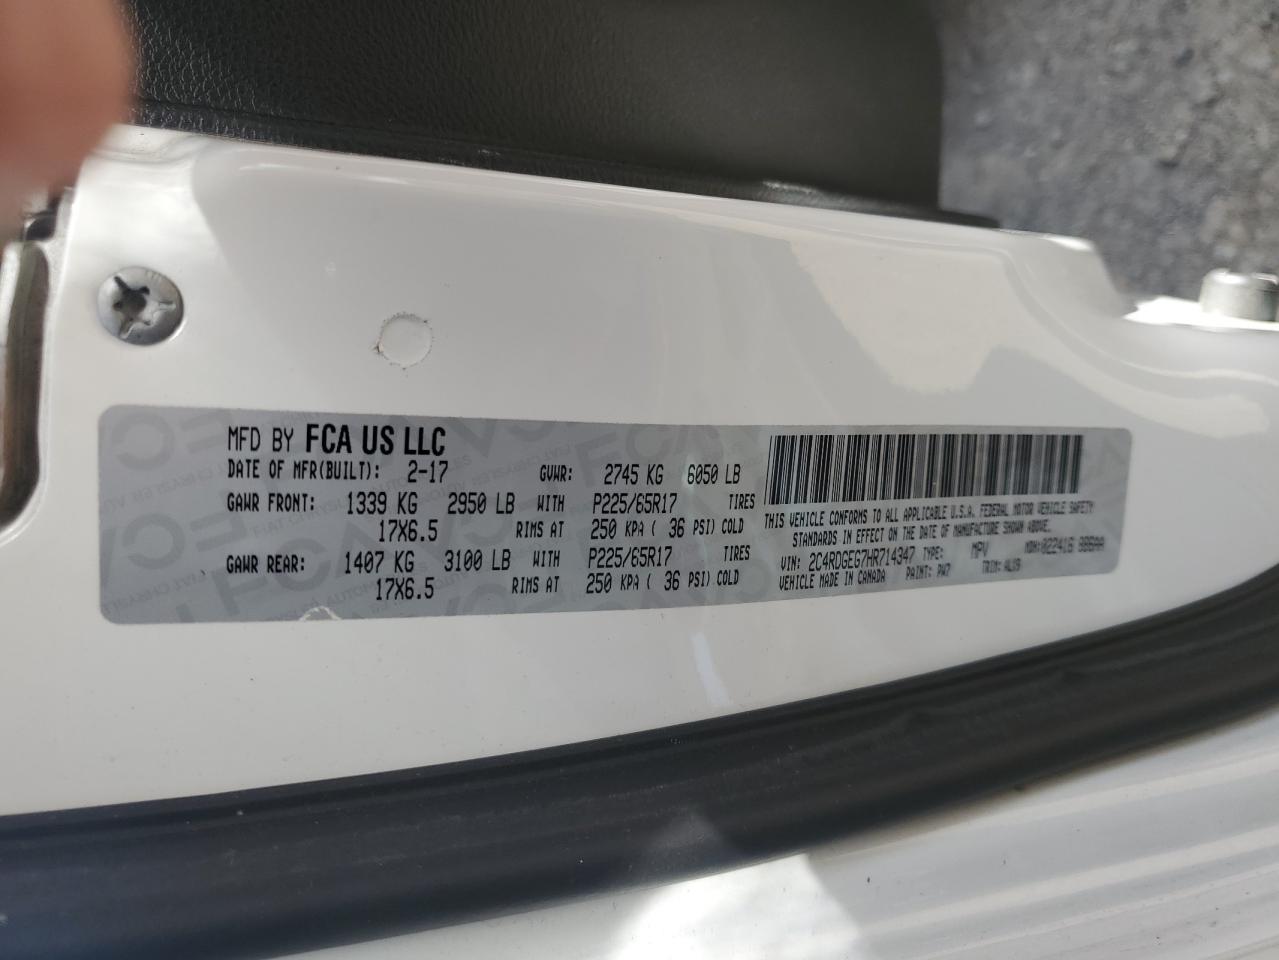 MFD BY FCA US LLC
DATE OF MFR(BUILT): 2-17 GVWR: 2745 KG 6050 LB
GAWR FRONT: 1339 KG 2950 LB WITH P225/65R17 TIRES
17X6.5 RIMS AT 250 KPA ( 36 PSI) COLD
GAWR REAR: 1407 KG 3100 LB WITH P225/65R17 TIRES
17X6.5 RIMS AT 250 KPA ( 36 PSI) COLD
THIS VEHICLE CONFORMS TO ALL APPLICABLE U.S.A. FEDERAL MOTOR VEHICLE SAFETY
STANDARDS IN EFFECT ON THE DATE OF MANUFACTURE SHOWN ABOVE.
VIN: 2C4RDGEG7HR714347 TYPE: MPV MDH: 022416
VEHICLE MADE IN CANADA PAINT: PW7 TRIM: